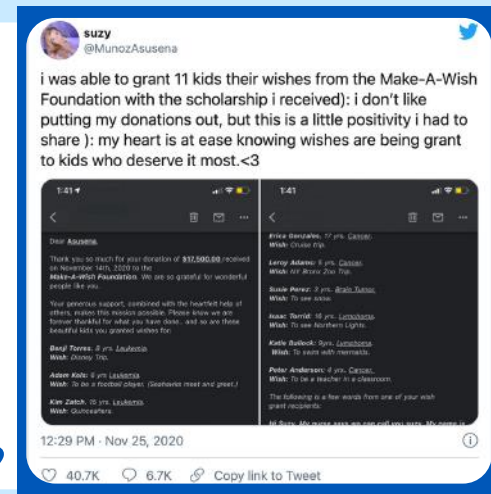 suzy
@MunozAsusena
i was able to grant 11 kids their wishes from the Make-A-Wish
Foundation with the scholarship i received): i don't like
putting my donations out, but this is a little positivity i had to
share ): my heart is at ease knowing wishes are being grant
to kids who deserve it most.<3
1:41
Dear Asusena,
Thank you so much for your donation of $17,500.00 received
on November 14th, 2020 to the
Make-A-Wish Foundation. We are so grateful for wonderful
people like you.
Your generous support, combined with the heartfelt help of
others, makes this mission possible. Please know we are
forever thankful for what you have done.. and so are these
beautiful kids you granted wishes for:
Benji Torres: 8 yrs. Leukemia.
Wish: Disney Trip.
Adam Kols: 6 yrs. Leukemia.
Wish: To be a football player. (Seahawks meet and greet.)
Kim Zatch. 15 yrs. Leukemia.
Wish: Quinceañera.
1:41
Erica Gonzales. 17 yrs. Cancer.
Wish: Cruise trip.
Leroy Adams: 5 yrs. Cancer.
Wish: NY Bronx Zoo Trip.
Susie Perez: 3 yrs. Brain Tumor.
Wish: To see snow.
Isaac Torrid: 16 yrs. Lymphoma.
Wish: To see Northern Lights.
Katie Bullock: 9yrs. Lymphoma.
Wish: To swim with mermaids.
Peter Anderson: 4 yrs. Cancer.
Wish: To be a teacher in a classroom.
The following is a few words from one of your wish
grant recipients:
Hi Suzy. My nurse says we can call you suzy. My name is
12:29 PM · Nov 25, 2020
40.7K 6.7K Copy link to Tweet